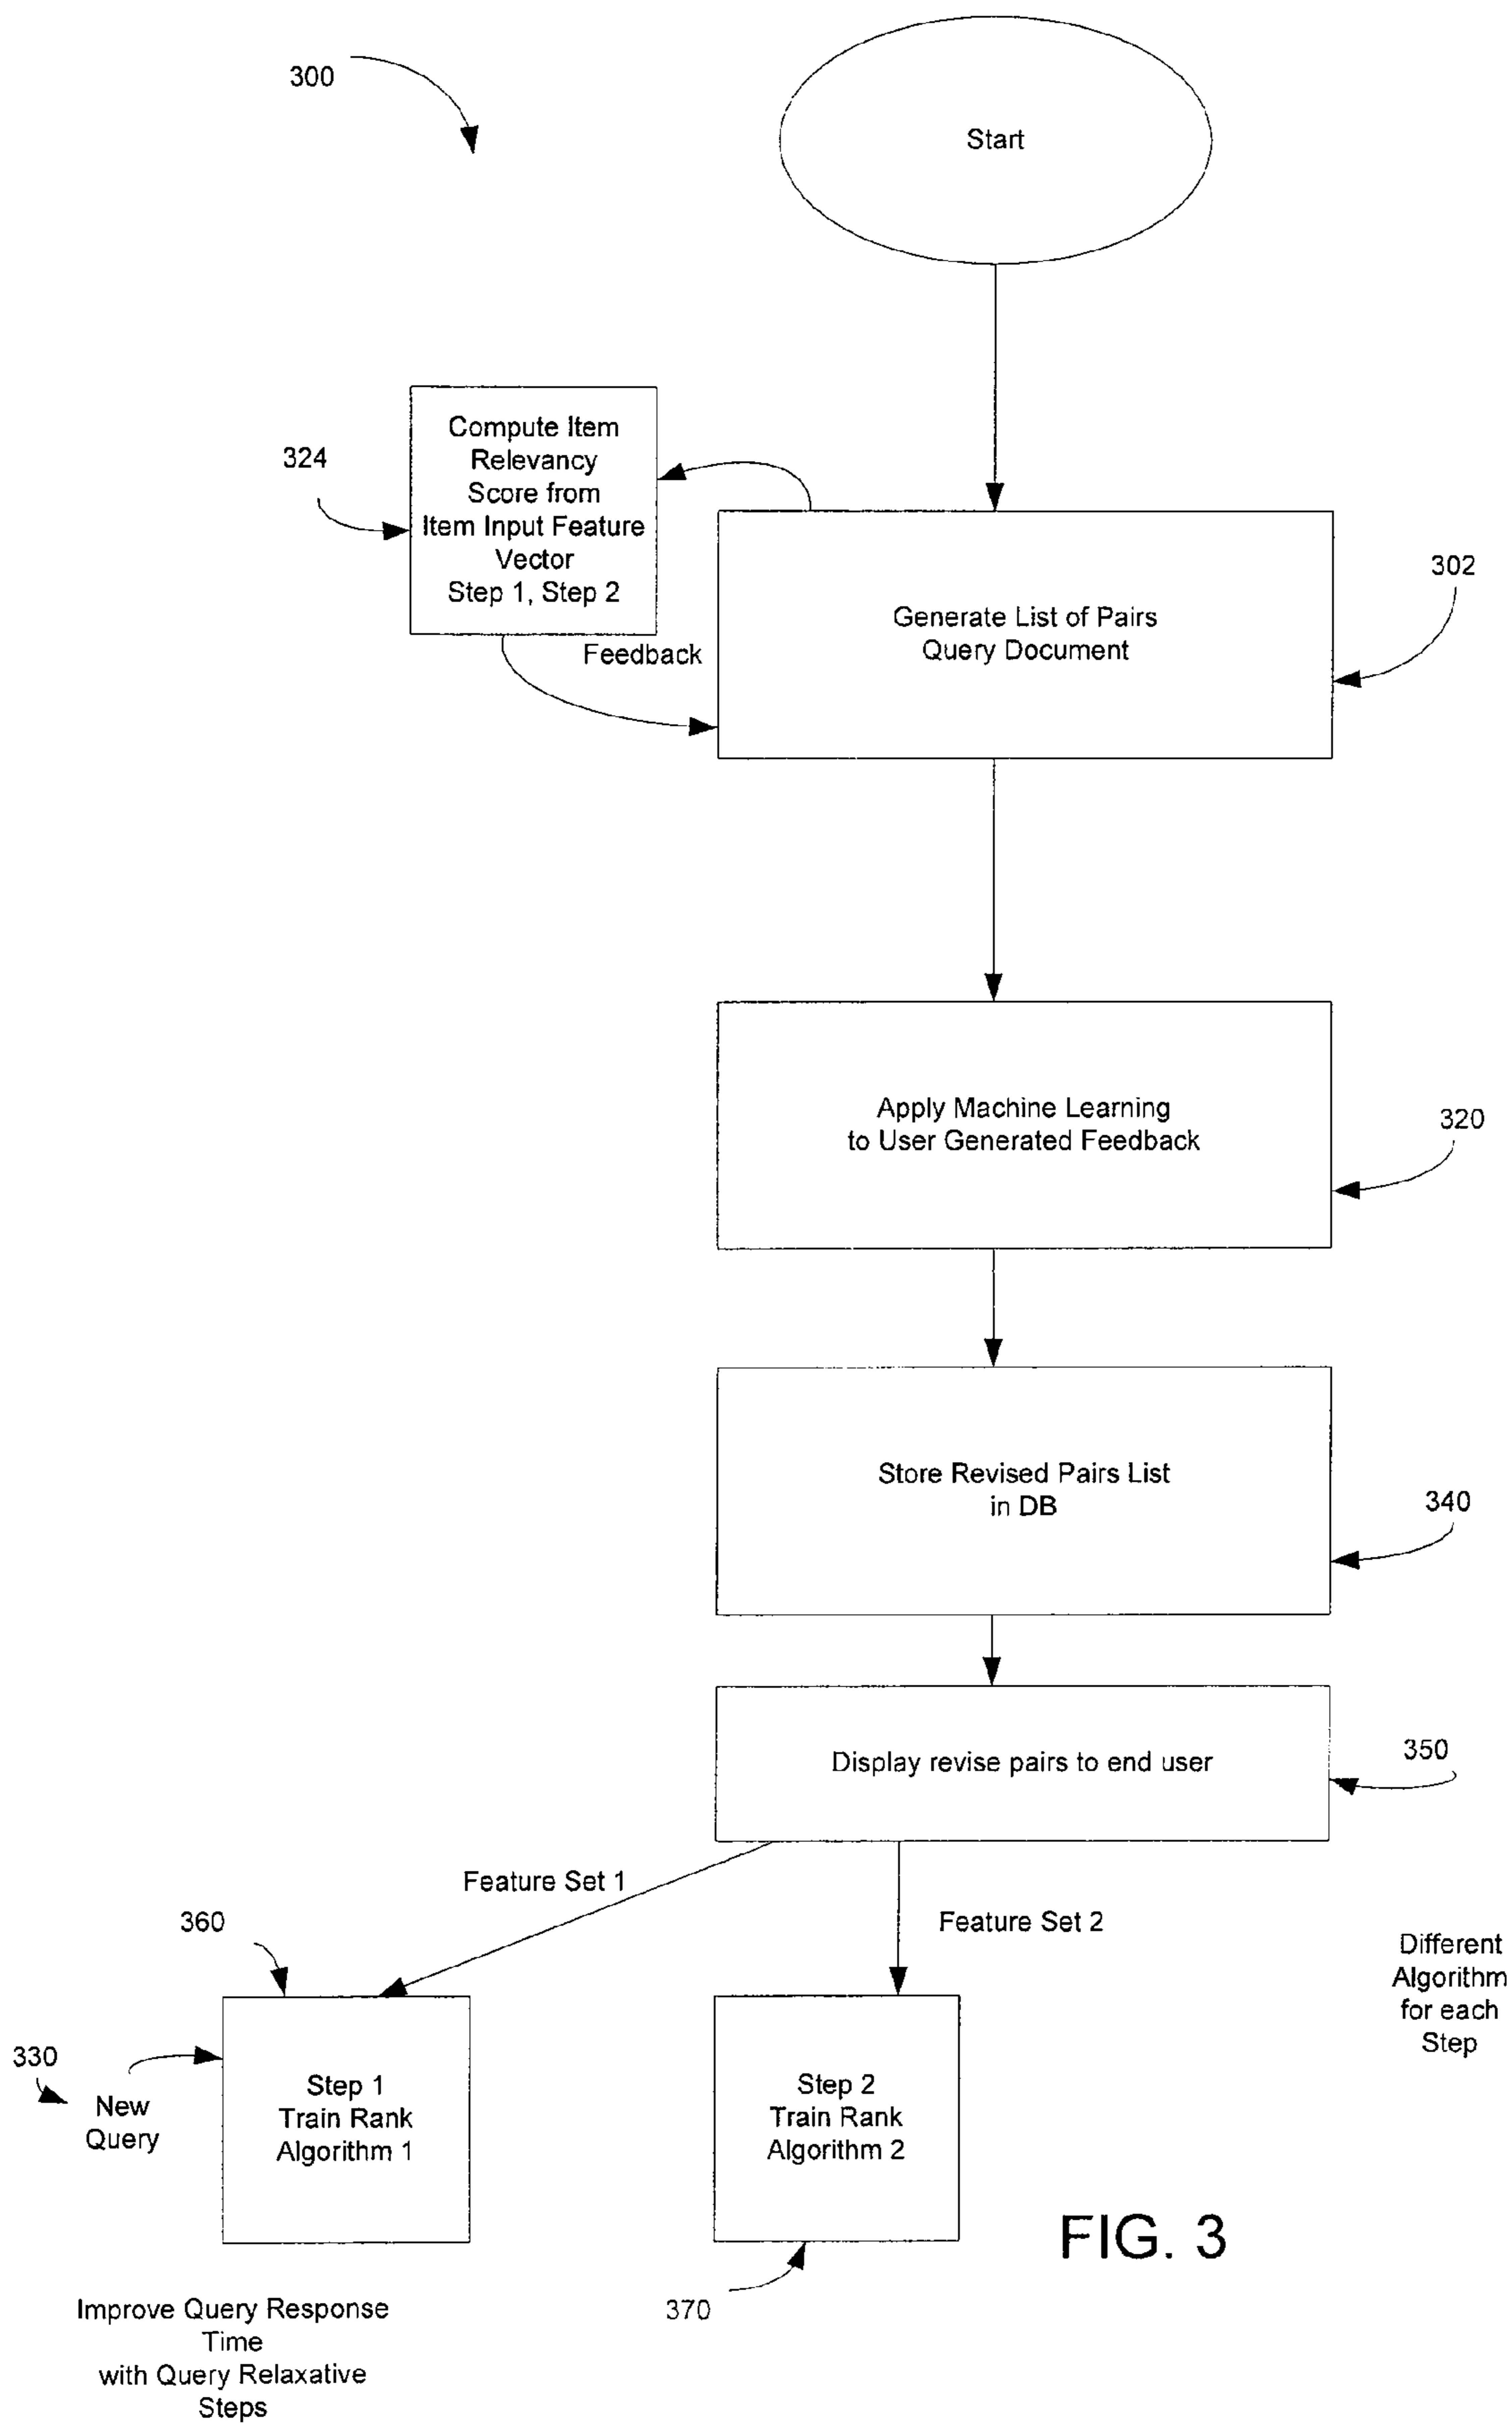 300
Start
Compute Item
Relevancy
Score from
Item Input Feature
Vector
Step 1, Step 2
324
Feedback
Generate List of Pairs
Query Document
302
Apply Machine Learning
to User Generated Feedback
320
Store Revised Pairs List
in DB
340
Display revise pairs to end user
350
Feature Set 1
Feature Set 2
360
Different
Algorithm
for each
Step
330
New
Query
Step 1
Train Rank
Algorithm 1
Step 2
Train Rank
Algorithm 2
370
Improve Query Response
Time
with Query Relaxative
Steps
FIG. 3